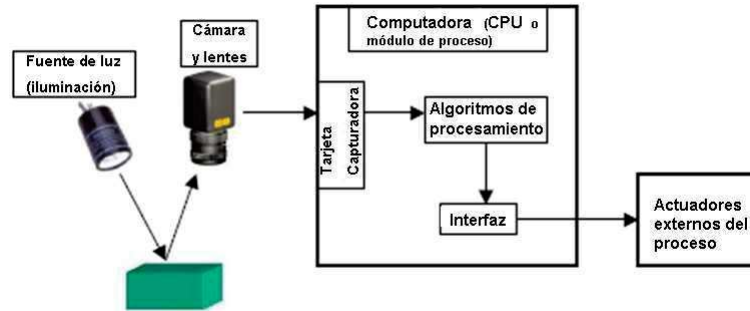 Fuente de luz
(iluminación)
Cámara
y lentes
Computadora (CPU o
módulo de proceso)
Tarjeta
Capturadora
Algoritmos de
procesamiento
Interfaz
Actuadores
externos del
proceso